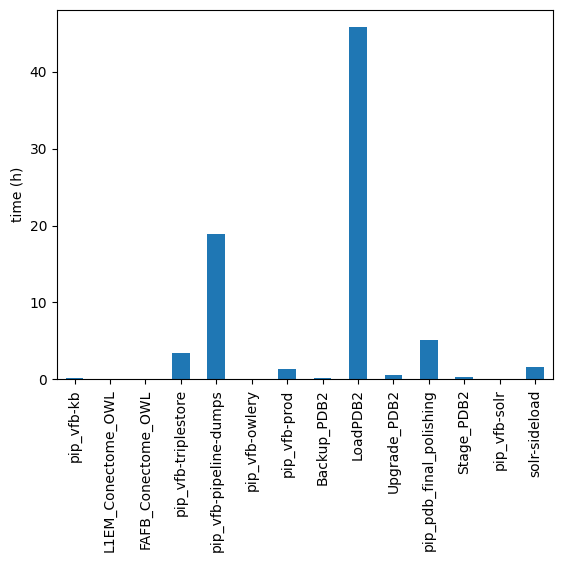 time (h)
40
30
20
10
0
pip_vfb-kb
L1EM_Conectome_OWL
FAFB_Conectome_OWL
pip_vfb-triplestore
pip_vfb-pipeline-dumps
pip_vfb-owlery
pip_vfb-prod
Backup_PDB2
LoadPDB2
Upgrade_PDB2
pip_pdb_final_polishing
Stage_PDB2
pip_vfb-solr
solr-sideload